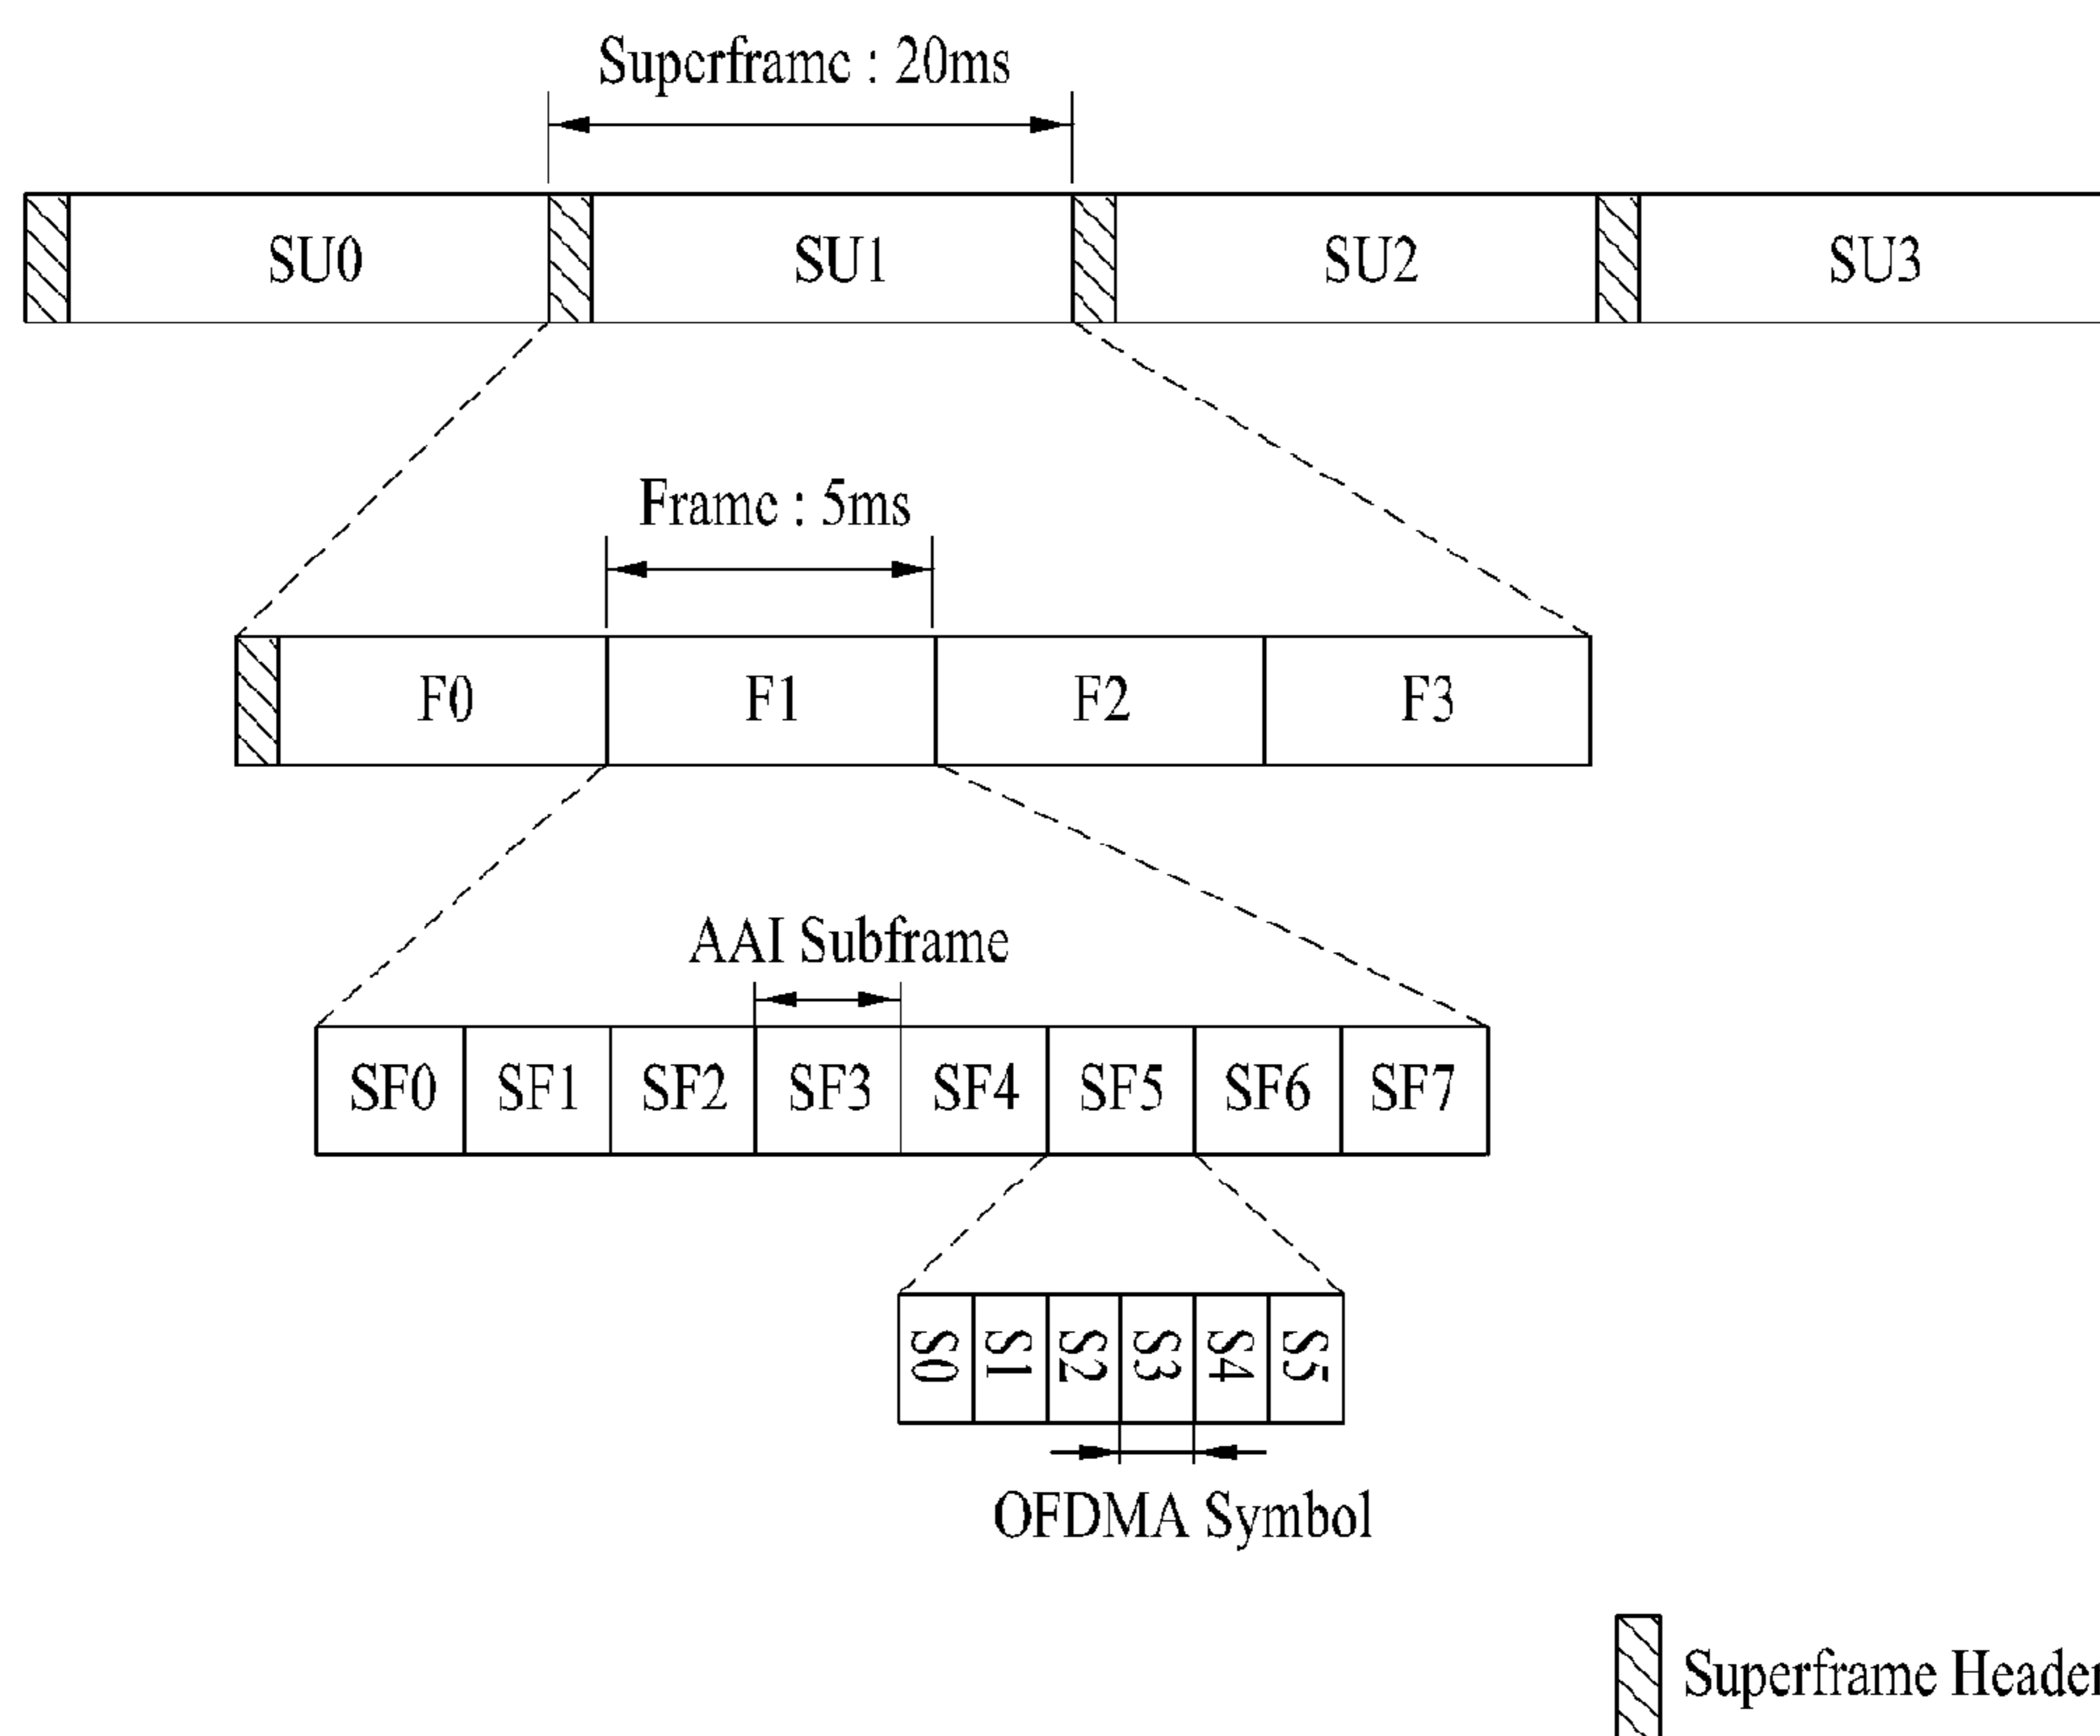 Superframe : 20ms
SU0 SU1 SU2 SU3
Frame : 5ms
F0 F1 F2 F3
AAI Subframe
SF0 SF1 SF2 SF3 SF4 SF5 SF6 SF7
S0 S1 S2 S3 S4 S5
OFDMA Symbol
Superframe Header